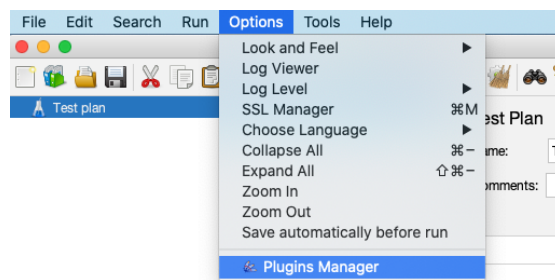 File Edit Search Run Options Tools Help
Look and Feel
Log Viewer
Log Level
Test plan
SSL Manager ⌘M
est Plan
Choose Language
Collapse All ⌘−
ame:
Expand All ⇧⌘−
omments:
Zoom In
Zoom Out
Save automatically before run
Plugins Manager